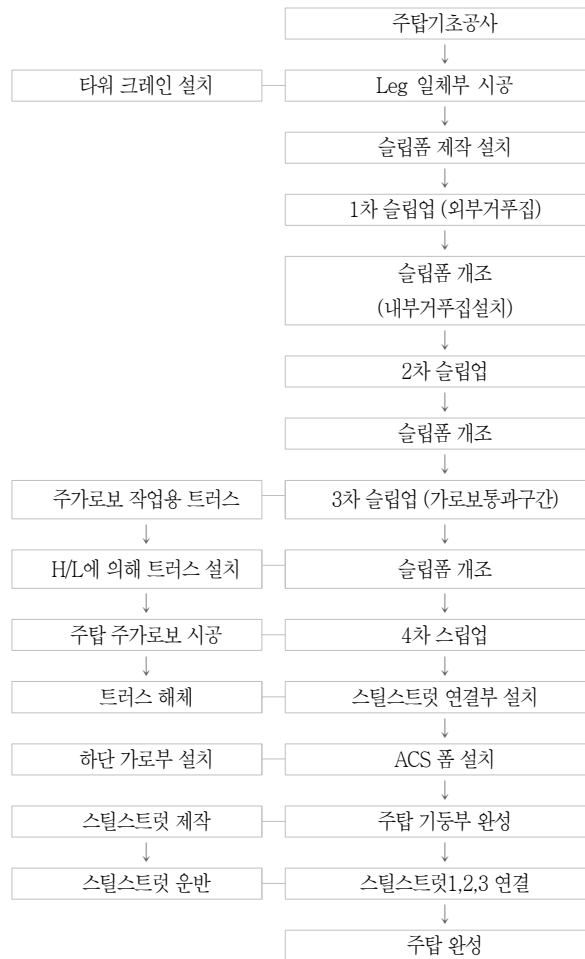 주탑기초공사
타워 크레인 설치
Leg 일체부 시공
슬립폼 제작 설치
1차 슬립업 (외부거푸집)
슬립폼 개조
(내부거푸집설치)
2차 슬립업
슬립폼 개조
주가로보 작업용 트러스
3차 슬립업 (가로보통과구간)
H/L에 의해 트러스 설치
슬립폼 개조
주탑 주가로보 시공
4차 스립업
트러스 해체
스틸스트럿 연결부 설치
하단 가로부 설치
ACS 폼 설치
스틸스트럿 제작
주탑 기둥부 완성
스틸스트럿 운반
스틸스트럿1,2,3 연결
주탑 완성